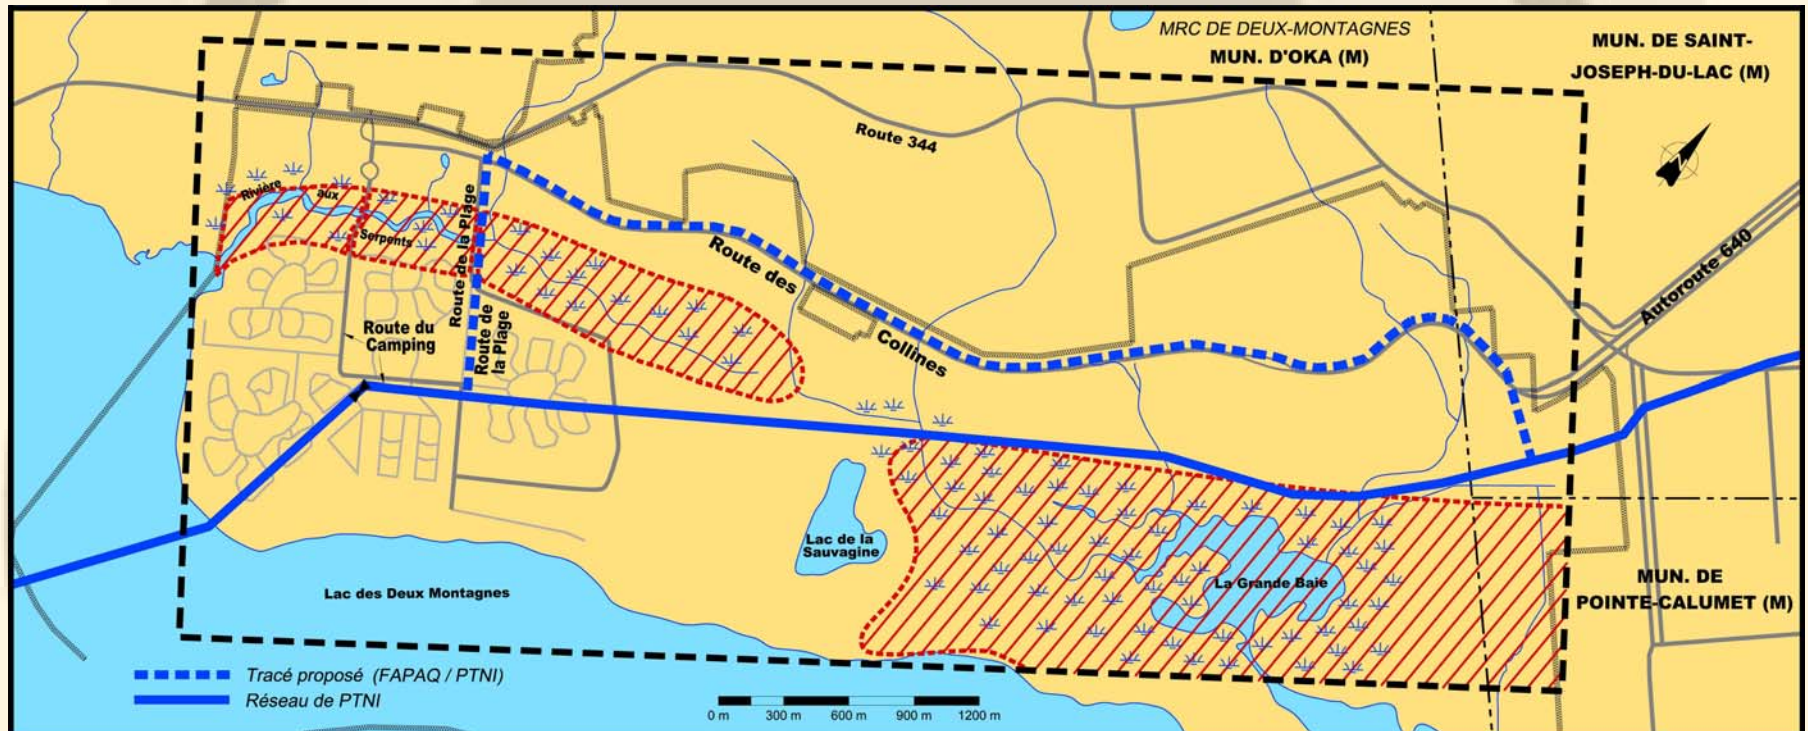 MRC DE DEUX-MONTAGNES
MUN. D'OKA (M)
MUN. DE SAINT-
JOSEPH-DU-LAC (M)
Route 344
N
Rivière
aux
Serpents
Route de la Plage
Route des
Collines
Autoroute 640
Route du
Camping
Route de
la Plage
Lac de la
Sauvagine
La Grande Baie
MUN. DE
POINTE-CALUMET (M)
Lac des Deux Montagnes
Tracé proposé (FAPAQ / PTNI)
Réseau de PTNI
0 m 300 m 600 m 900 m 1200 m